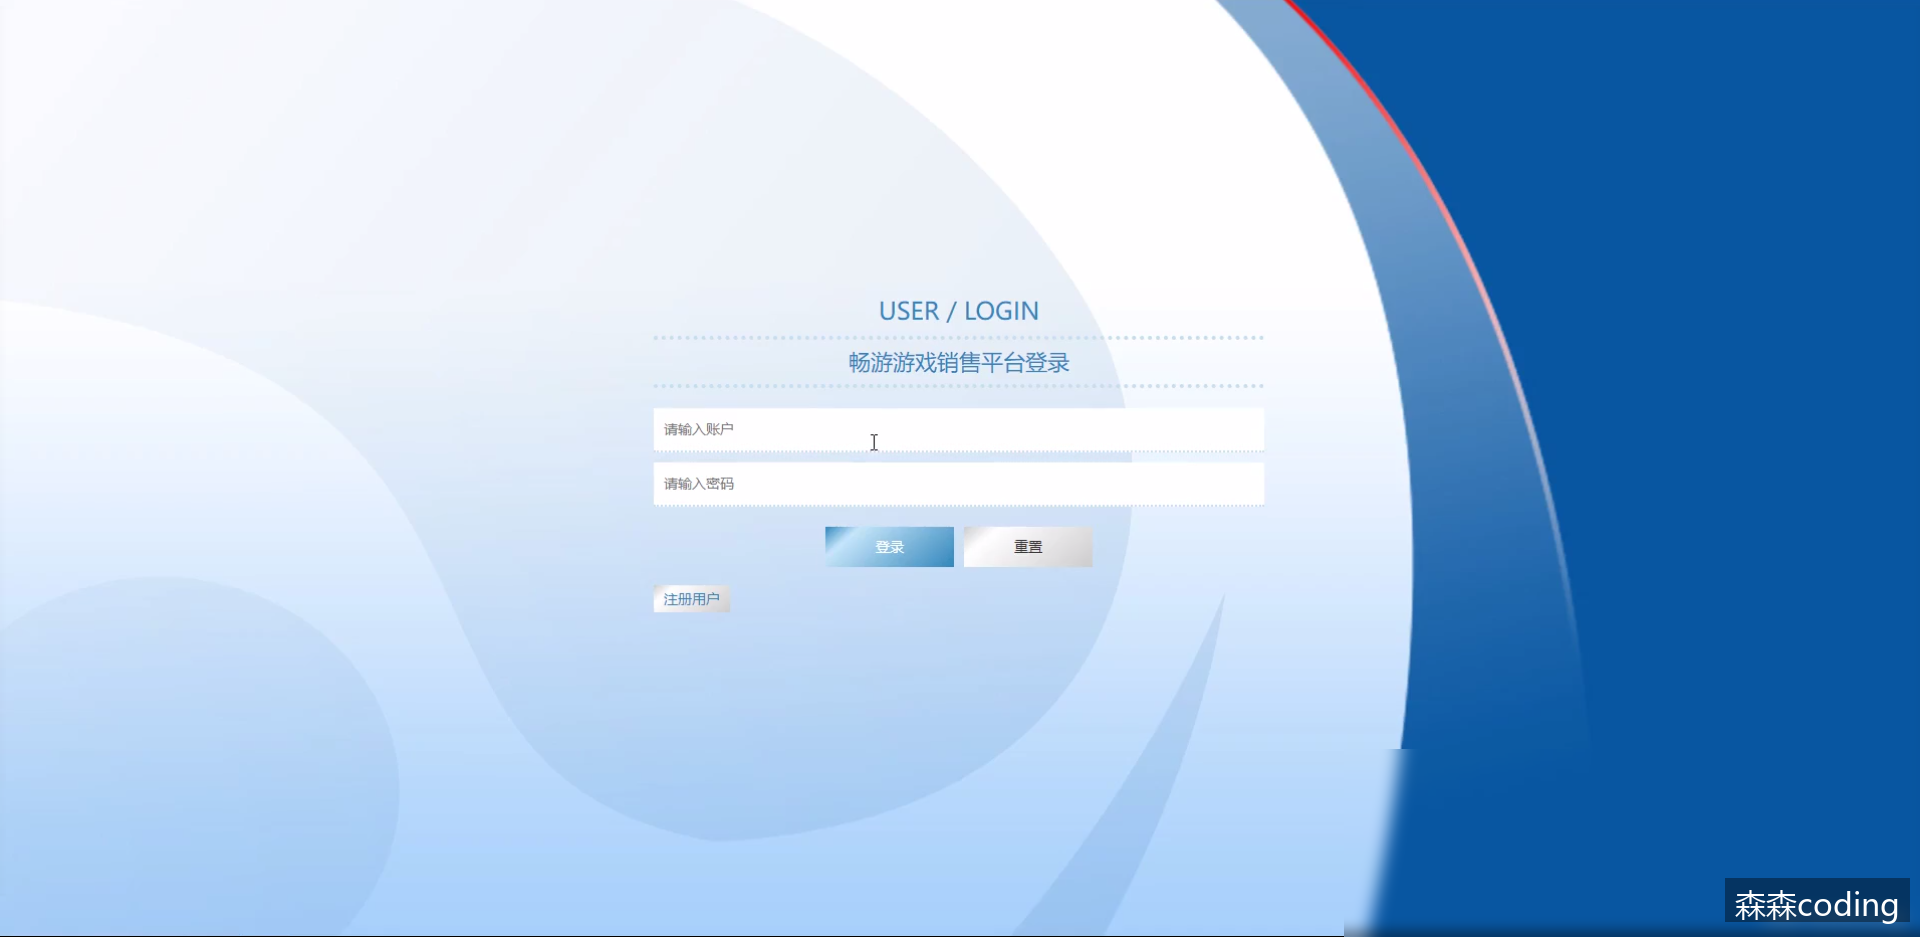 USER / LOGIN
畅游游戏销售平台登录
请输入账户
请输入密码
登录
重置
注册用户
森森coding